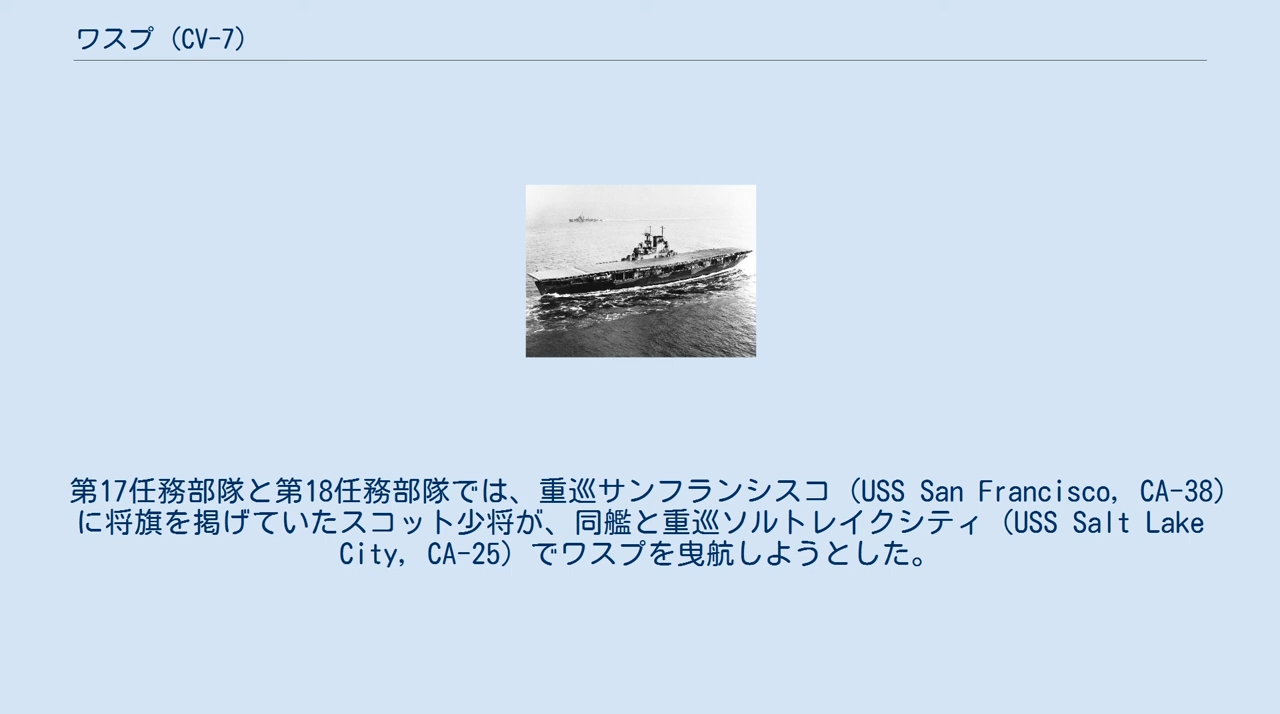 ワスプ（CV-7）
第17任務部隊と第18任務部隊では、重巡サンフランシスコ（USS San Francisco, CA-38）
に将旗を掲げていたスコット少将が、同艦と重巡ソルトレイクシティ（USS Salt Lake
City, CA-25）でワスプを曳航しようとした。